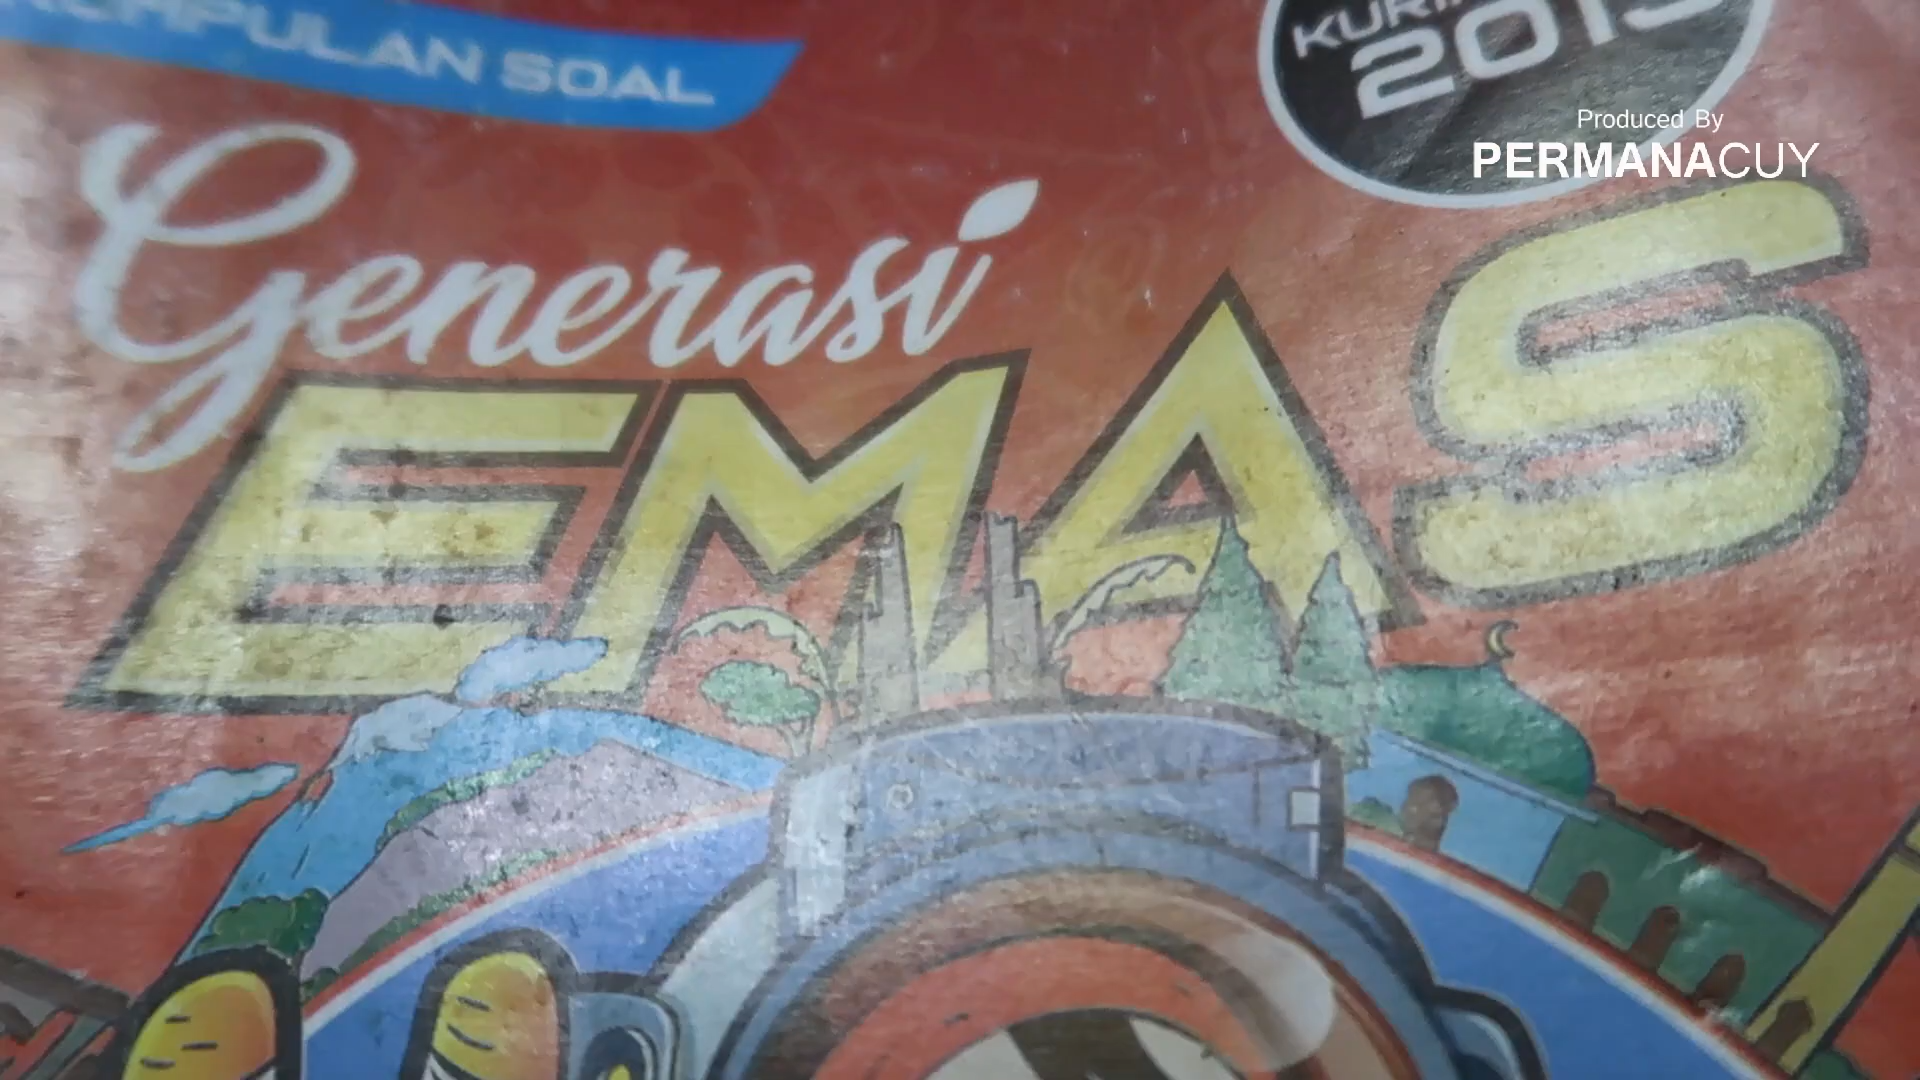 SOAL
2013
Produced By
PERMANACUY
Generasi
EMAS